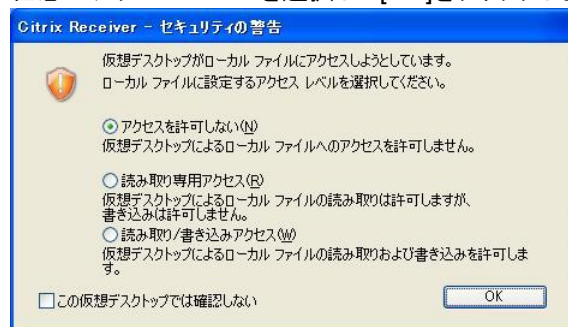 Citrix Receiver - セキュリティの警告
仮想デスクトップがローカル ファイルにアクセスしようとしています。
ローカル ファイルに設定するアクセス レベルを選択してください。
アクセスを許可しない(N)
仮想デスクトップによるローカル ファイルへのアクセスを許可しません。
読み取り専用アクセス(R)
仮想デスクトップによるローカル ファイルの読み取りは許可しますが、
書き込みは許可しません。
読み取り/書き込みアクセス(W)
仮想デスクトップによるローカル ファイルの読み取りおよび書き込みを許可しま
す。
この仮想デスクトップでは確認しない
OK